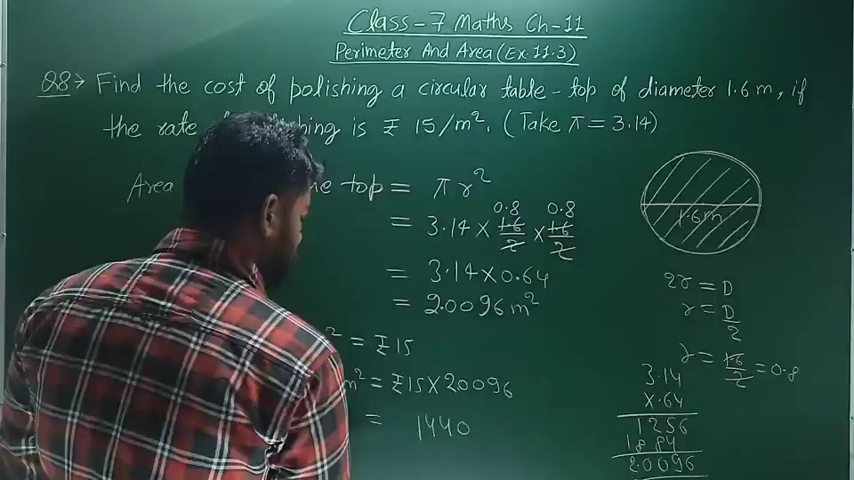 Class-7 Maths Ch-11
Perimeter And Area (Ex.11.3)
Q8→ Find the cost of polishing a circular table-top of diameter 1.6 m, if
the rate shing is ₹ 15/m². (Take π = 3.14)
Area top = πr²
0.8 0.8
= 3.14 × 1.6/2 × 1.6/2
= 3.14 × 0.64
= 2.0096 m²
² = ₹15
m² = ₹15×20096
= 1440
1.6m
2r = D
r = D/2
r = 1.6/2 = 0.8
3.14
×.64
1256
1884
2.0096